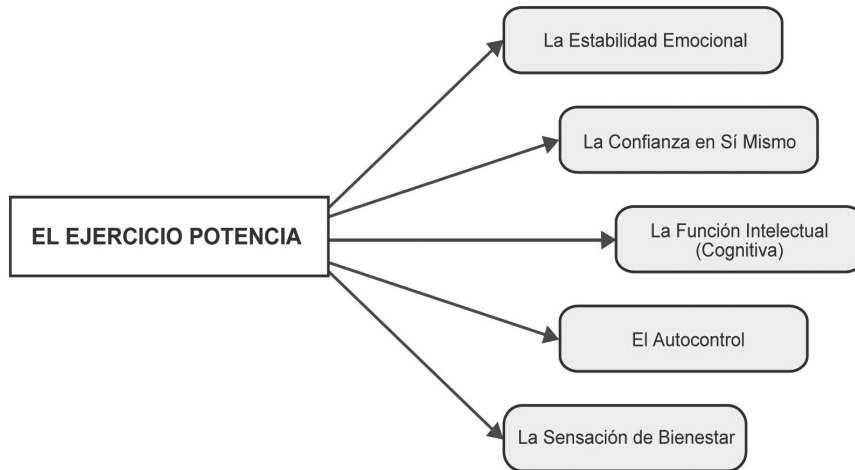 La Estabilidad Emocional
La Confianza en Sí Mismo
EL EJERCICIO POTENCIA
La Función Intelectual
(Cognitiva)
El Autocontrol
La Sensación de Bienestar